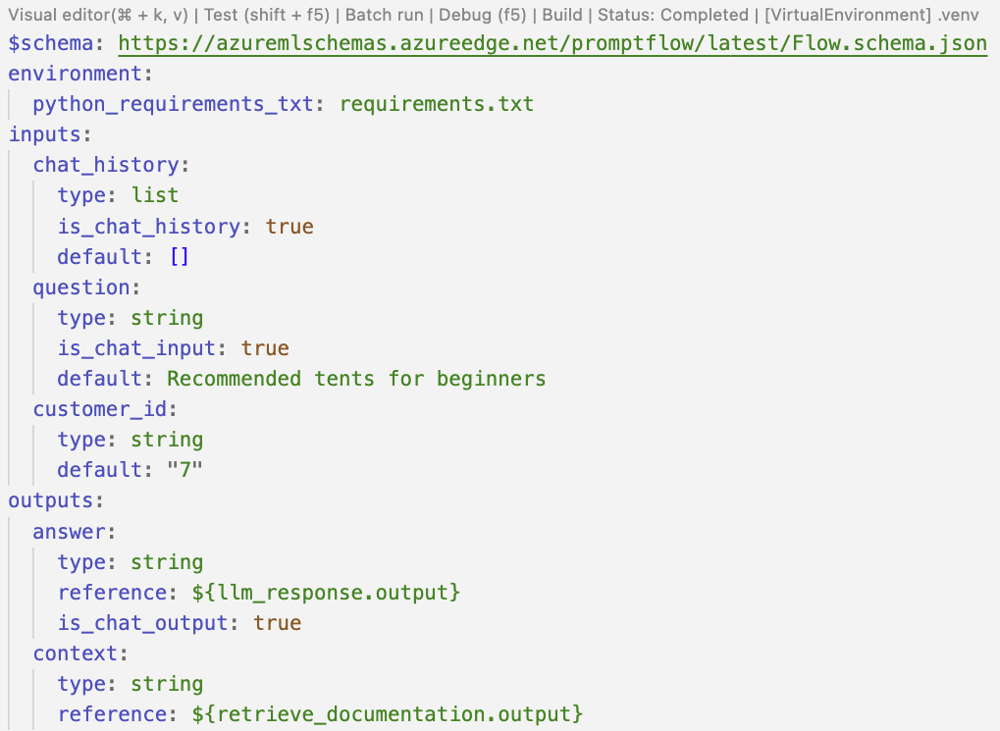 Visual editor(⌘ + k, v) | Test (shift + f5) | Batch run | Debug (f5) | Build | Status: Completed | [VirtualEnvironment] .venv
$schema: https://azuremlschemas.azureedge.net/promptflow/latest/Flow.schema.json
environment:
  python_requirements_txt: requirements.txt
inputs:
  chat_history:
    type: list
    is_chat_history: true
    default: []
  question:
    type: string
    is_chat_input: true
    default: Recommended tents for beginners
  customer_id:
    type: string
    default: "7"
outputs:
  answer:
    type: string
    reference: ${llm_response.output}
    is_chat_output: true
  context:
    type: string
    reference: ${retrieve_documentation.output}